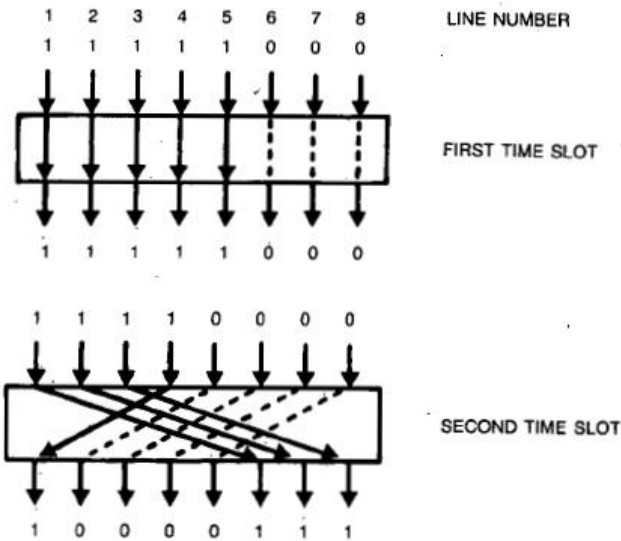 1 2 3 4 5 6 7 8 LINE NUMBER
1 1 1 1 1 0 0 0
FIRST TIME SLOT
1 1 1 1 1 0 0 0
1 1 1 1 0 0 0 0
SECOND TIME SLOT
1 0 0 0 0 1 1 1